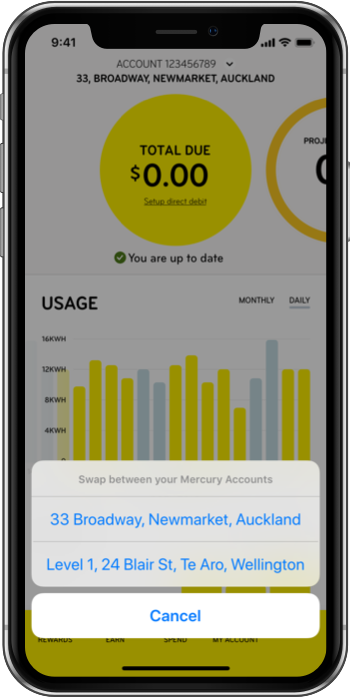 9:41
ACCOUNT 123456789
33, BROADWAY, NEWMARKET, AUCKLAND
TOTAL DUE
$0.00
Setup direct debit
You are up to date
USAGE
MONTHLY DAILY
16KWH
12KWH
8KWH
4KWH
Swap between your Mercury Accounts
33 Broadway, Newmarket, Auckland
Level 1, 24 Blair St, Te Aro, Wellington
Cancel
REWARDS EARN SPEND MY ACCOUNT